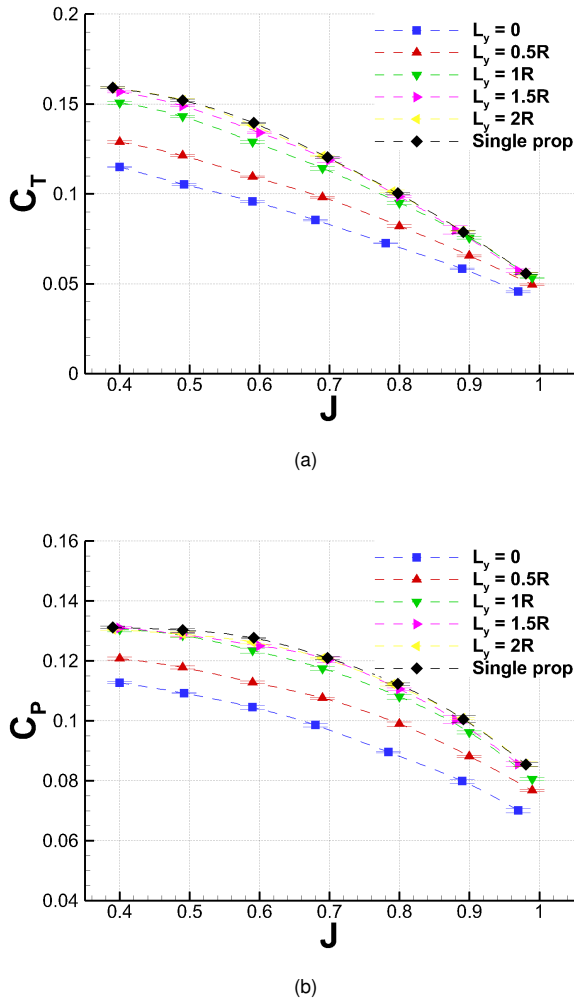 0.2
0.15
0.1
0.05
0
C_T
L_y = 0
L_y = 0.5R
L_y = 1R
L_y = 1.5R
L_y = 2R
Single prop
0.4 0.5 0.6 0.7 0.8 0.9 1
J
(a)
0.16
0.14
0.12
0.1
0.08
0.06
0.04
C_P
L_y = 0
L_y = 0.5R
L_y = 1R
L_y = 1.5R
L_y = 2R
Single prop
0.4 0.5 0.6 0.7 0.8 0.9 1
J
(b)